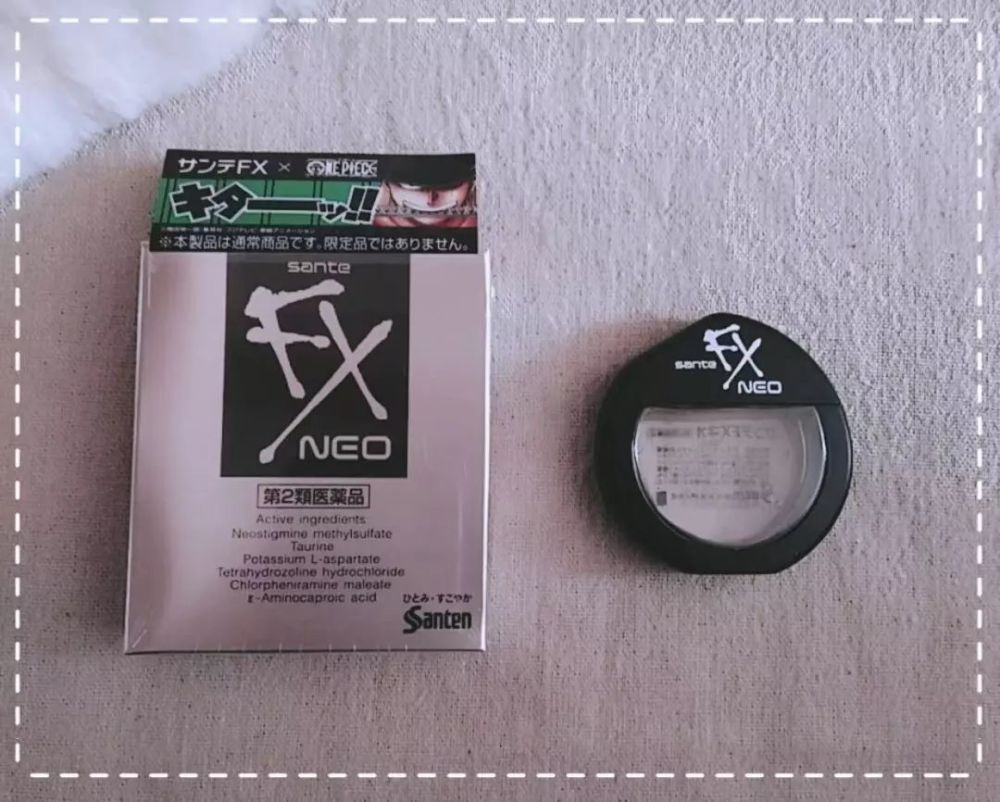 サンテFX × ONE PIECE
キターーッ!!
※本製品は通常商品です。限定品ではありません。
sante
FX
NEO
第2類医薬品
Active ingredients:
Neostigmine methylsulfate
Taurine
Potassium L-aspartate
Tetrahydrozoline hydrochloride
Chlorpheniramine maleate
ε-Aminocaproic acid
ひとみ・すこやか
Santen
sante FX
NEO